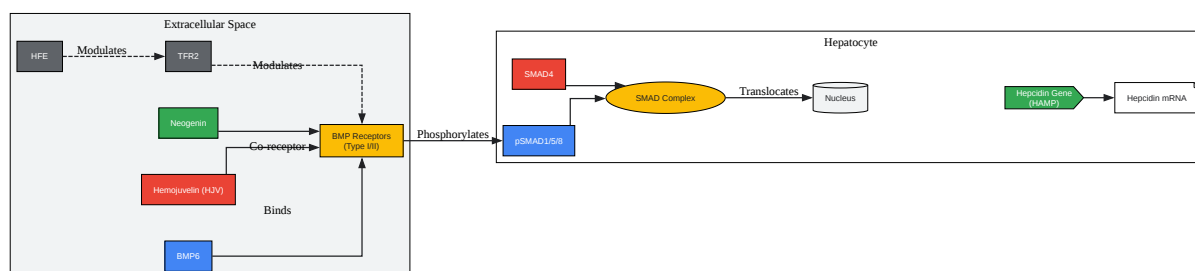 Extracellular Space
HFE
Modulates
TFR2
Modulates
Neogenin
Co-receptor
BMP Receptors
(Type I/II)
Hemojuvelin (HJV)
Binds
BMP6
Phosphorylates
Hepatocyte
SMAD4
pSMAD1/5/8
SMAD Complex
Translocates
Nucleus
Hepcidin Gene
(HAMP)
Hepcidin mRNA